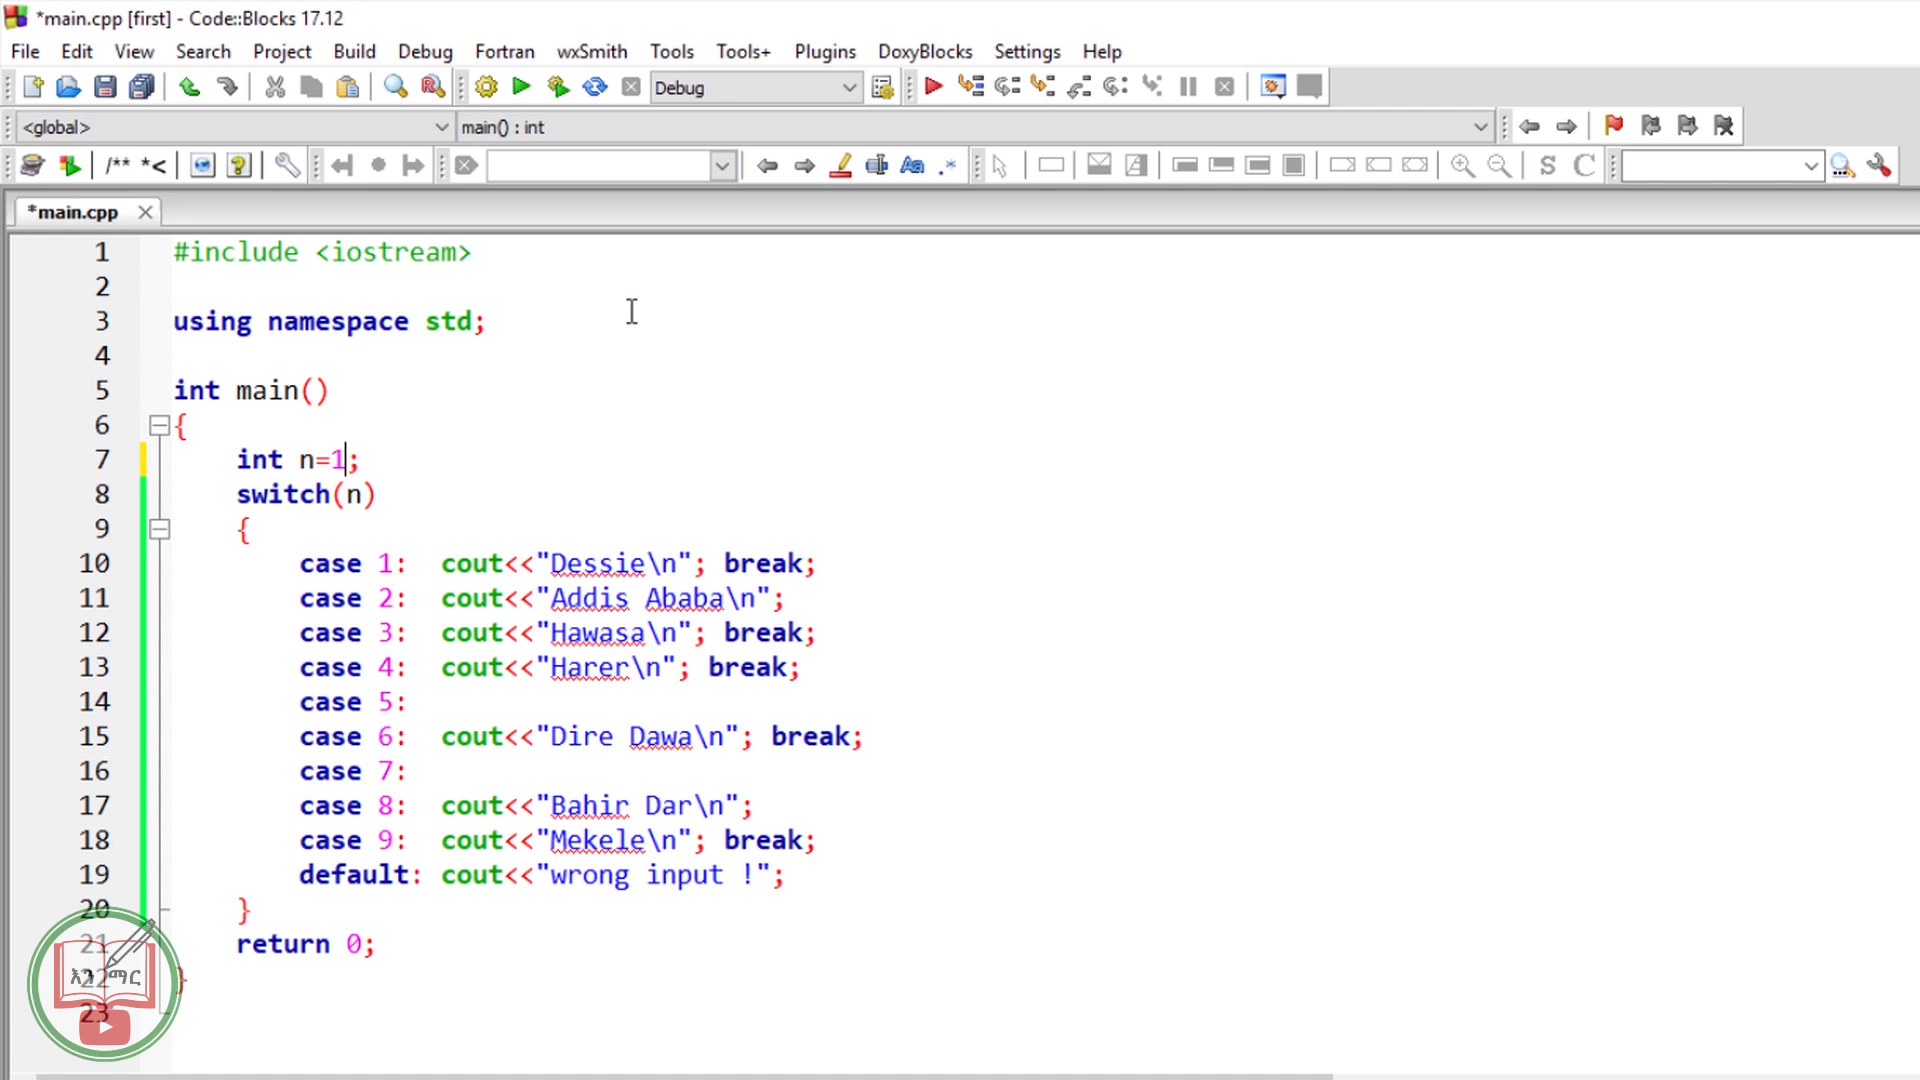 *main.cpp [first] - Code::Blocks 17.12
File Edit View Search Project Build Debug Fortran wxSmith Tools Tools+ Plugins DoxyBlocks Settings Help
Debug
<global> main() : int
/** *<
S C
*main.cpp
1 #include <iostream>
2
3 using namespace std;
4
5 int main()
6 {
7 int n=1;
8 switch(n)
9 {
10 case 1: cout<<"Dessie\n"; break;
11 case 2: cout<<"Addis Ababa\n";
12 case 3: cout<<"Hawasa\n"; break;
13 case 4: cout<<"Harer\n"; break;
14 case 5:
15 case 6: cout<<"Dire Dawa\n"; break;
16 case 7:
17 case 8: cout<<"Bahir Dar\n";
18 case 9: cout<<"Mekele\n"; break;
19 default: cout<<"wrong input !";
20 }
21 return 0;
22 }
23